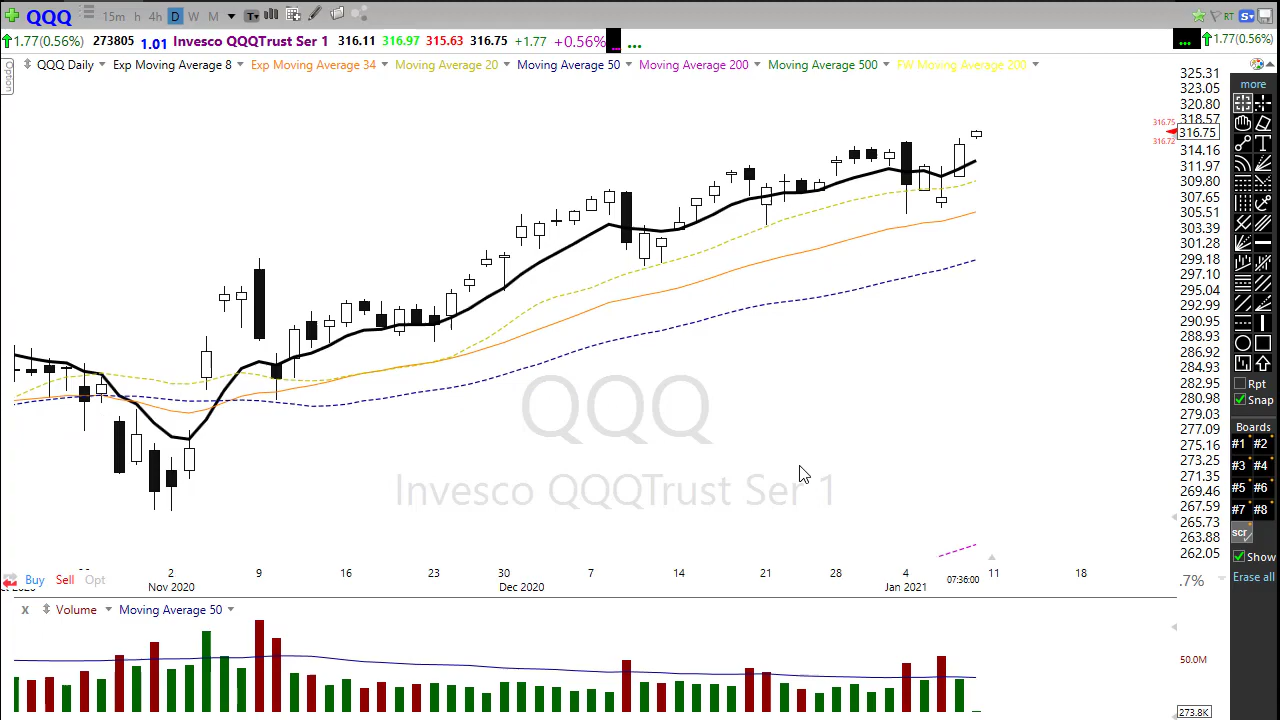 QQQ 15m h 4h D W M T RT S
1.77(0.56%) 273805 1.01 Invesco QQQTrust Ser 1 316.11 316.97 315.63 316.75 +1.77 +0.56% ... ... 1.77(0.56%)
Option
QQQ Daily Exp Moving Average 8 Exp Moving Average 34 Moving Average 20 Moving Average 50 Moving Average 200 Moving Average 500 FW Moving Average 200
325.31
323.05
320.80
318.57
316.75
316.75
316.72
314.16
311.97
309.80
307.65
305.51
303.39
301.28
299.18
297.10
295.04
292.99
290.95
288.93
286.92
284.93
282.95
280.98
279.03
277.09
275.16
273.25
271.35
269.46
267.59
265.73
263.88
262.05
QQQ
Invesco QQQTrust Ser 1
more
T
Rpt
Snap
Boards
#1 #2
#3 #4
#5 #6
#7 #8
scr
Show
Erase all
2 9 16 23 30 7 14 21 28 4 11 18
Nov 2020 Dec 2020 Jan 2021
07:36:00
Buy Sell Opt
.7%
X Volume Moving Average 50
50.0M
273.8K